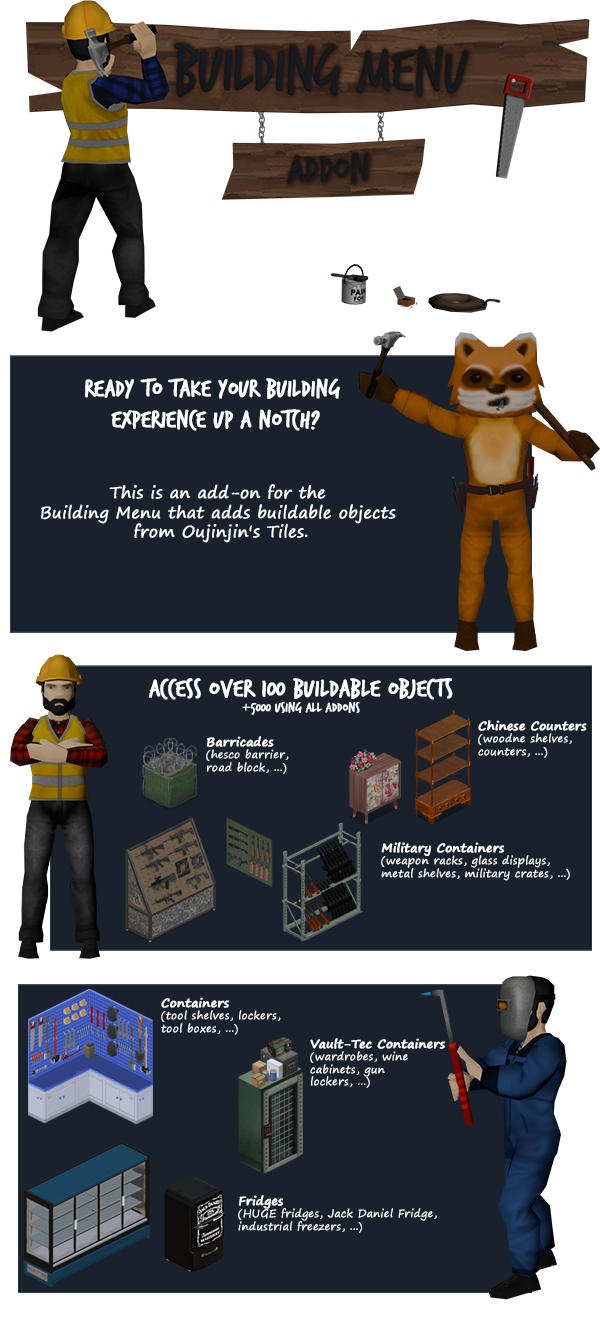 BUILDING MENU
ADDON
PAIN
FOR
READY TO TAKE YOUR BUILDING
EXPERIENCE UP A NOTCH?
This is an add-on for the
Building Menu that adds buildable objects
from Oujinjin's Tiles.
ACCESS OVER 100 BUILDABLE OBJECTS
+5000 USING ALL ADDONS
Barricades
(hesco barrier,
road block, ...)
Chinese Counters
(woodne shelves,
counters, ...)
Military Containers
(weapon racks, glass displays,
metal shelves, military crates, ...)
Containers
(tool shelves, lockers,
tool boxes, ...)
Vault-Tec Containers
(wardrobes, wine
cabinets, gun
lockers, ...)
Fridges
(HUGE fridges, Jack Daniel Fridge,
industrial freezers, ...)